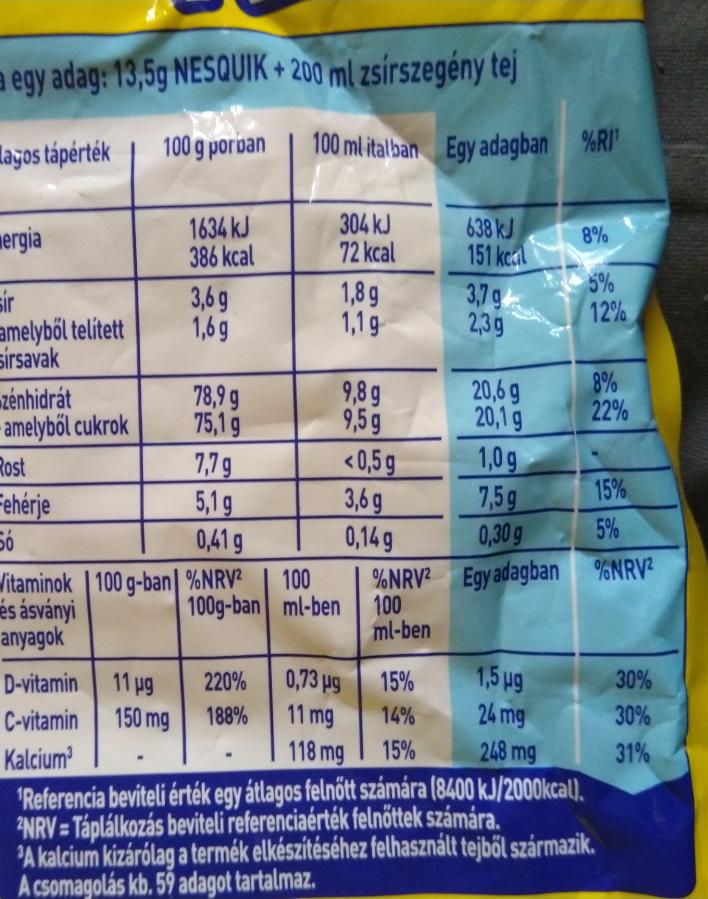 a egy adag: 13,5g NESQUIK + 200 ml zsírszegény tej
lagos tápérték 100 g porban 100 ml italban Egy adagban %RI¹
nergia 1634 kJ 304 kJ 638 kJ 8%
386 kcal 72 kcal 151 kcal
sír 3,6 g 1,8 g 3,7 g 5%
amelyből telített 1,6 g 1,1 g 2,3 g 12%
sírsavak
zénhidrát 78,9 g 9,8 g 20,6 g 8%
- amelyből cukrok 75,1 g 9,5 g 20,1 g 22%
Rost 7,7 g <0,5 g 1,0 g -
Fehérje 5,1 g 3,6 g 7,5 g 15%
Só 0,41 g 0,14 g 0,30 g 5%
Vitaminok 100 g-ban %NRV² 100 %NRV² Egy adagban %NRV²
és ásványi 100g-ban ml-ben 100
anyagok ml-ben
D-vitamin 11 µg 220% 0,73 µg 15% 1,5 µg 30%
C-vitamin 150 mg 188% 11 mg 14% 24 mg 30%
Kalcium³ - - 118 mg 15% 248 mg 31%
¹Referencia beviteli érték egy átlagos felnőtt számára (8400 kJ/2000kcal).
²NRV = Táplálkozás beviteli referenciaérték felnőttek számára.
³A kalcium kizárólag a termék elkészítéséhez felhasznált tejből származik.
A csomagolás kb. 59 adagot tartalmaz.